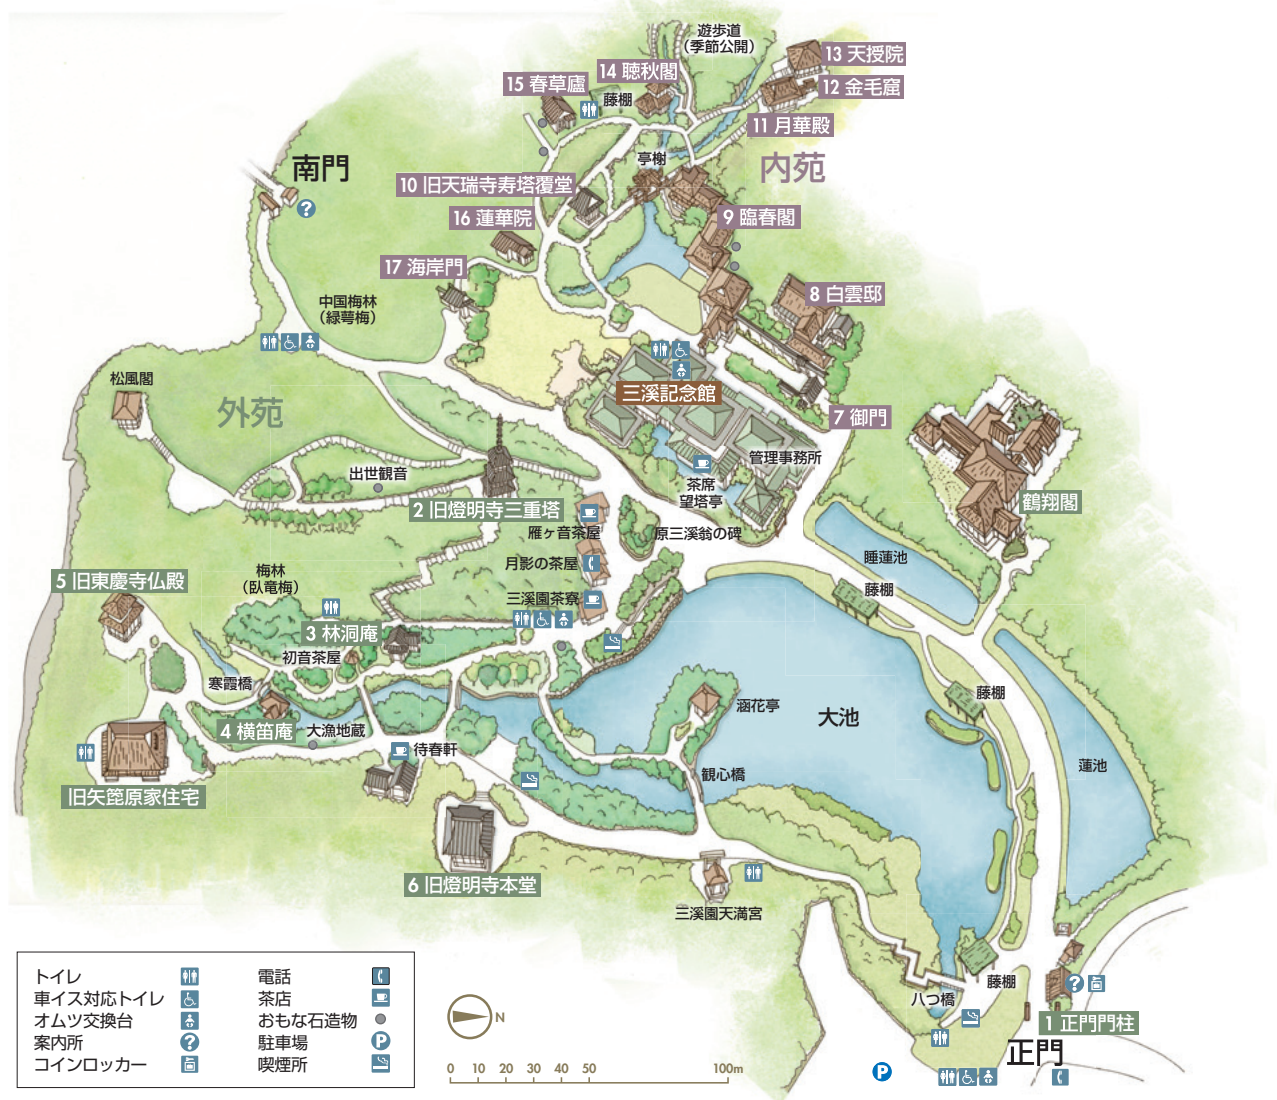 遊歩道
(季節公開)
13 天授院
14 聴秋閣
15 春草廬
12 金毛窟
藤棚
11 月華殿
南門
亭榭
内苑
10 旧天瑞寺寿塔覆堂
16 蓮華院
9 臨春閣
17 海岸門
8 白雲邸
中国梅林
(緑萼梅)
松風閣
三溪記念館
外苑
7 御門
管理事務所
出世観音
茶席
望塔亭
鶴翔閣
2 旧燈明寺三重塔
雁ヶ音茶屋
原三溪翁の碑
月影の茶屋
睡蓮池
5 旧東慶寺仏殿
梅林
(臥竜梅)
藤棚
三溪園茶寮
3 林洞庵
初音茶屋
寒霞橋
藤棚
涵花亭
大池
4 横笛庵
大漁地蔵
待春軒
蓮池
観心橋
旧矢箆原家住宅
6 旧燈明寺本堂
三溪園天満宮
トイレ
車イス対応トイレ
オムツ交換台
案内所
?
コインロッカー
電話
茶店
おもな石造物
駐車場
P
喫煙所
N
0 10 20 30 40 50 100m
八つ橋
藤棚
?
1 正門門柱
正門
P
?